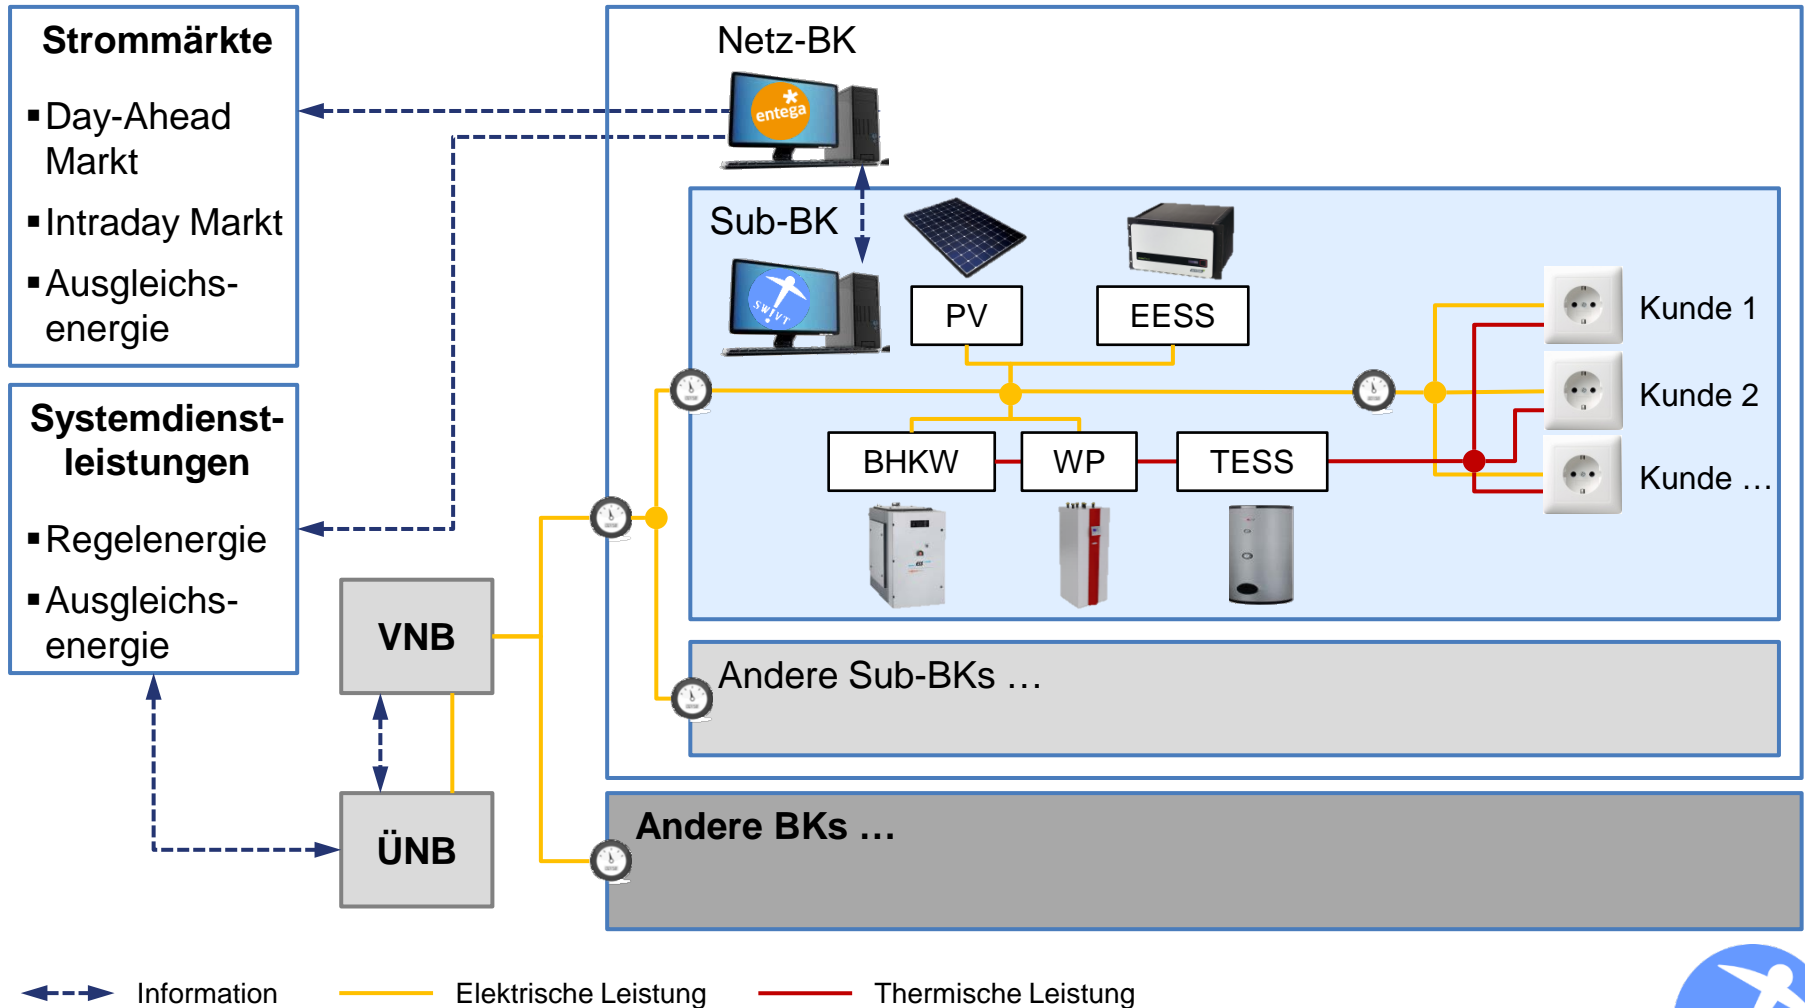 Strommärkte
▪Day-Ahead
Markt
▪Intraday Markt
▪Ausgleichs-
energie
Systemdienst-
leistungen
▪Regelenergie
▪Ausgleichs-
energie
VNB
ÜNB
Netz-BK
entega
Sub-BK
SWIVT
PV
EESS
BHKW
WP
TESS
Kunde 1
Kunde 2
Kunde …
Andere Sub-BKs …
Andere BKs …
Information
Elektrische Leistung
Thermische Leistung